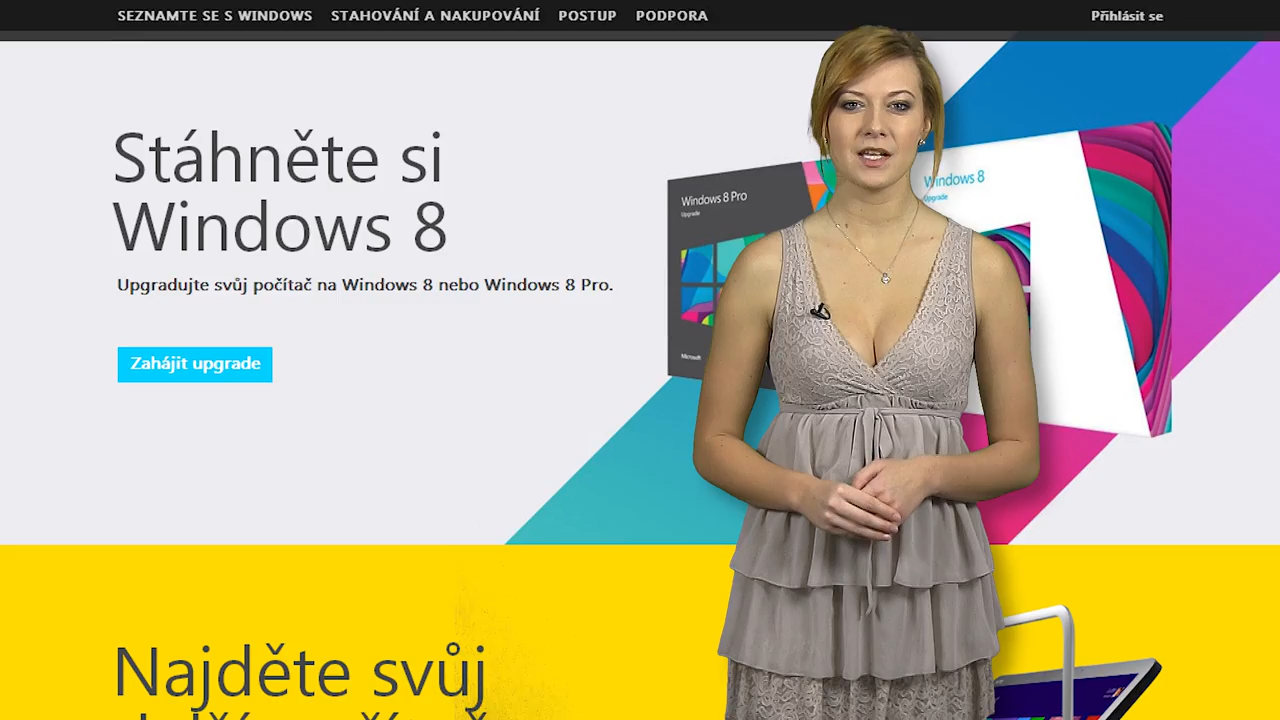 SEZNAMTE SE S WINDOWS STAHOVÁNÍ A NAKUPOVÁNÍ POSTUP PODPORA Přihlásit se
Stáhněte si
Windows 8
Upgradujte svůj počítač na Windows 8 nebo Windows 8 Pro.
Zahájit upgrade
Windows 8 Pro
Upgrade
Microsoft
Windows 8
Upgrade
Najděte svůj